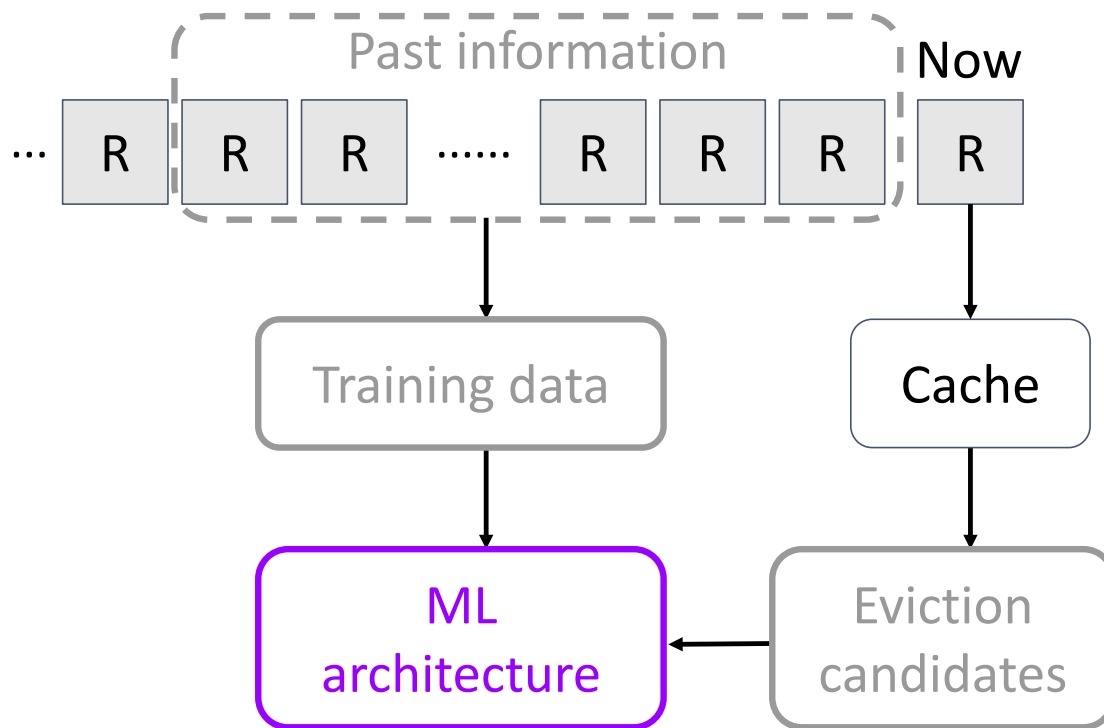 Past information
Now
... R R R ...... R R R R
Training data
Cache
ML
architecture
Eviction
candidates